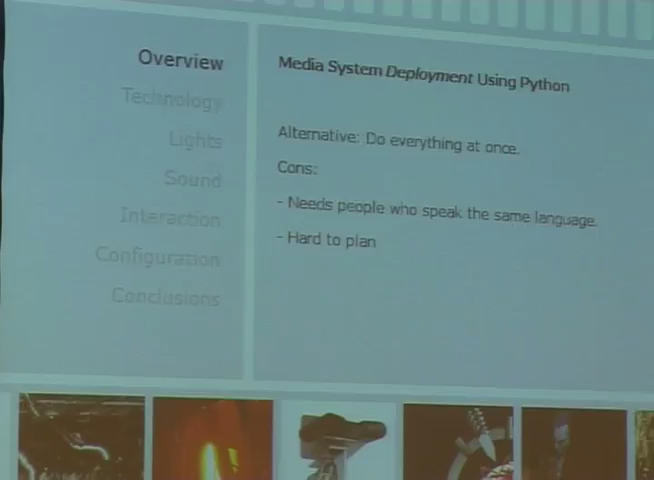 Overview
Technology
Lights
Sound
Interaction
Configuration
Conclusions
Media System Deployment Using Python
Alternative: Do everything at once.
Cons:
- Needs people who speak the same language.
- Hard to plan